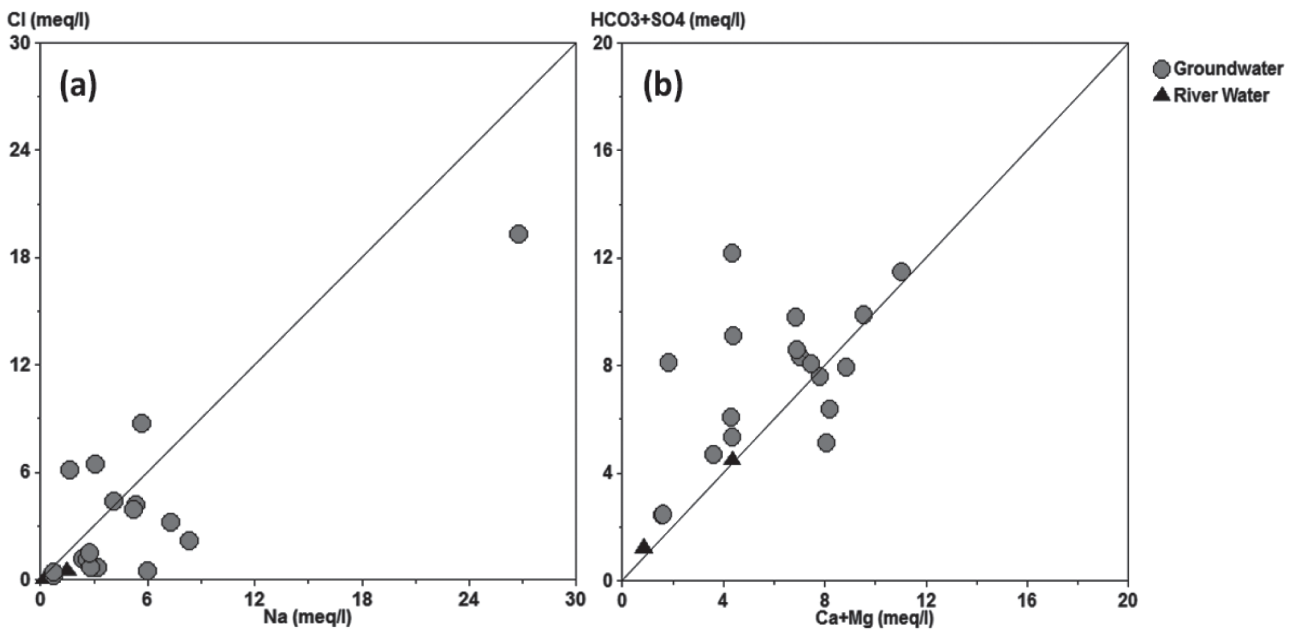 Cl (meq/l)
30
24
18
12
6
0
(a)
0 6 12 18 24 30
Na (meq/l)
HCO3+SO4 (meq/l)
20
16
12
8
4
0
(b)
0 4 8 12 16 20
Ca+Mg (meq/l)
Groundwater
River Water